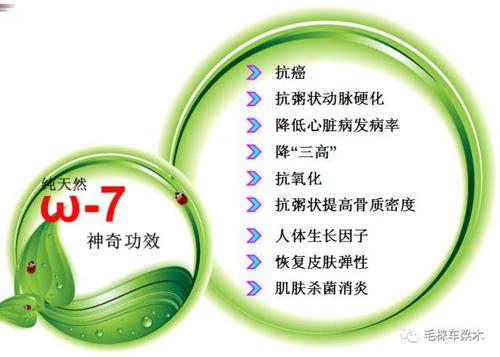 纯天然
ω-7
神奇功效
抗癌
抗粥状动脉硬化
降低心脏病发病率
降“三高”
抗氧化
抗粥状提高骨质密度
人体生长因子
恢复皮肤弹性
肌肤杀菌消炎
毛梾车梁木